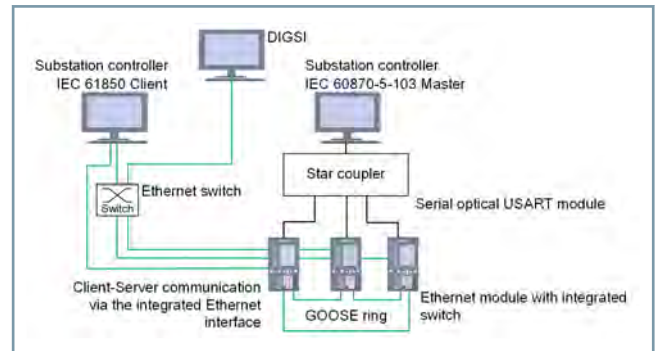 DIGSI
Substation controller
IEC 61850 Client
Substation controller
IEC 60870-5-103 Master
Star coupler
Ethernet switch
Switch
Serial optical USART module
Client-Server communication
via the integrated Ethernet
interface
GOOSE ring
Ethernet module with integrated
switch